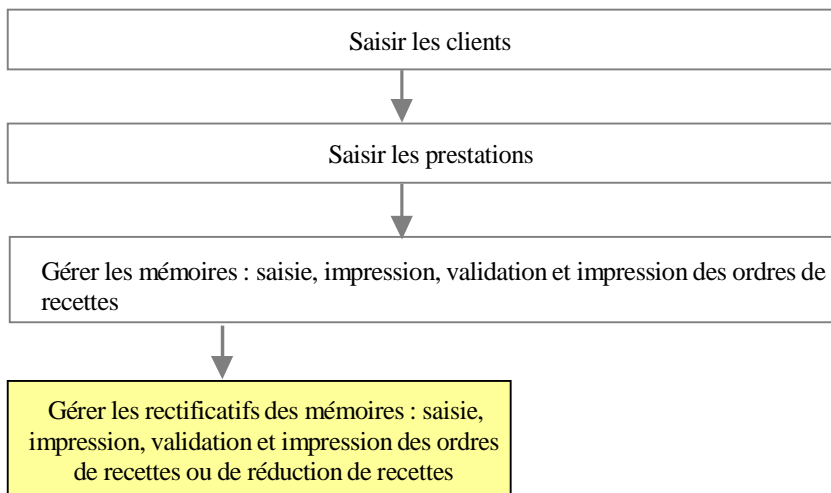 Saisir les clients
Saisir les prestations
Gérer les mémoires : saisie, impression, validation et impression des ordres de
recettes
Gérer les rectificatifs des mémoires : saisie,
impression, validation et impression des ordres
de recettes ou de réduction de recettes